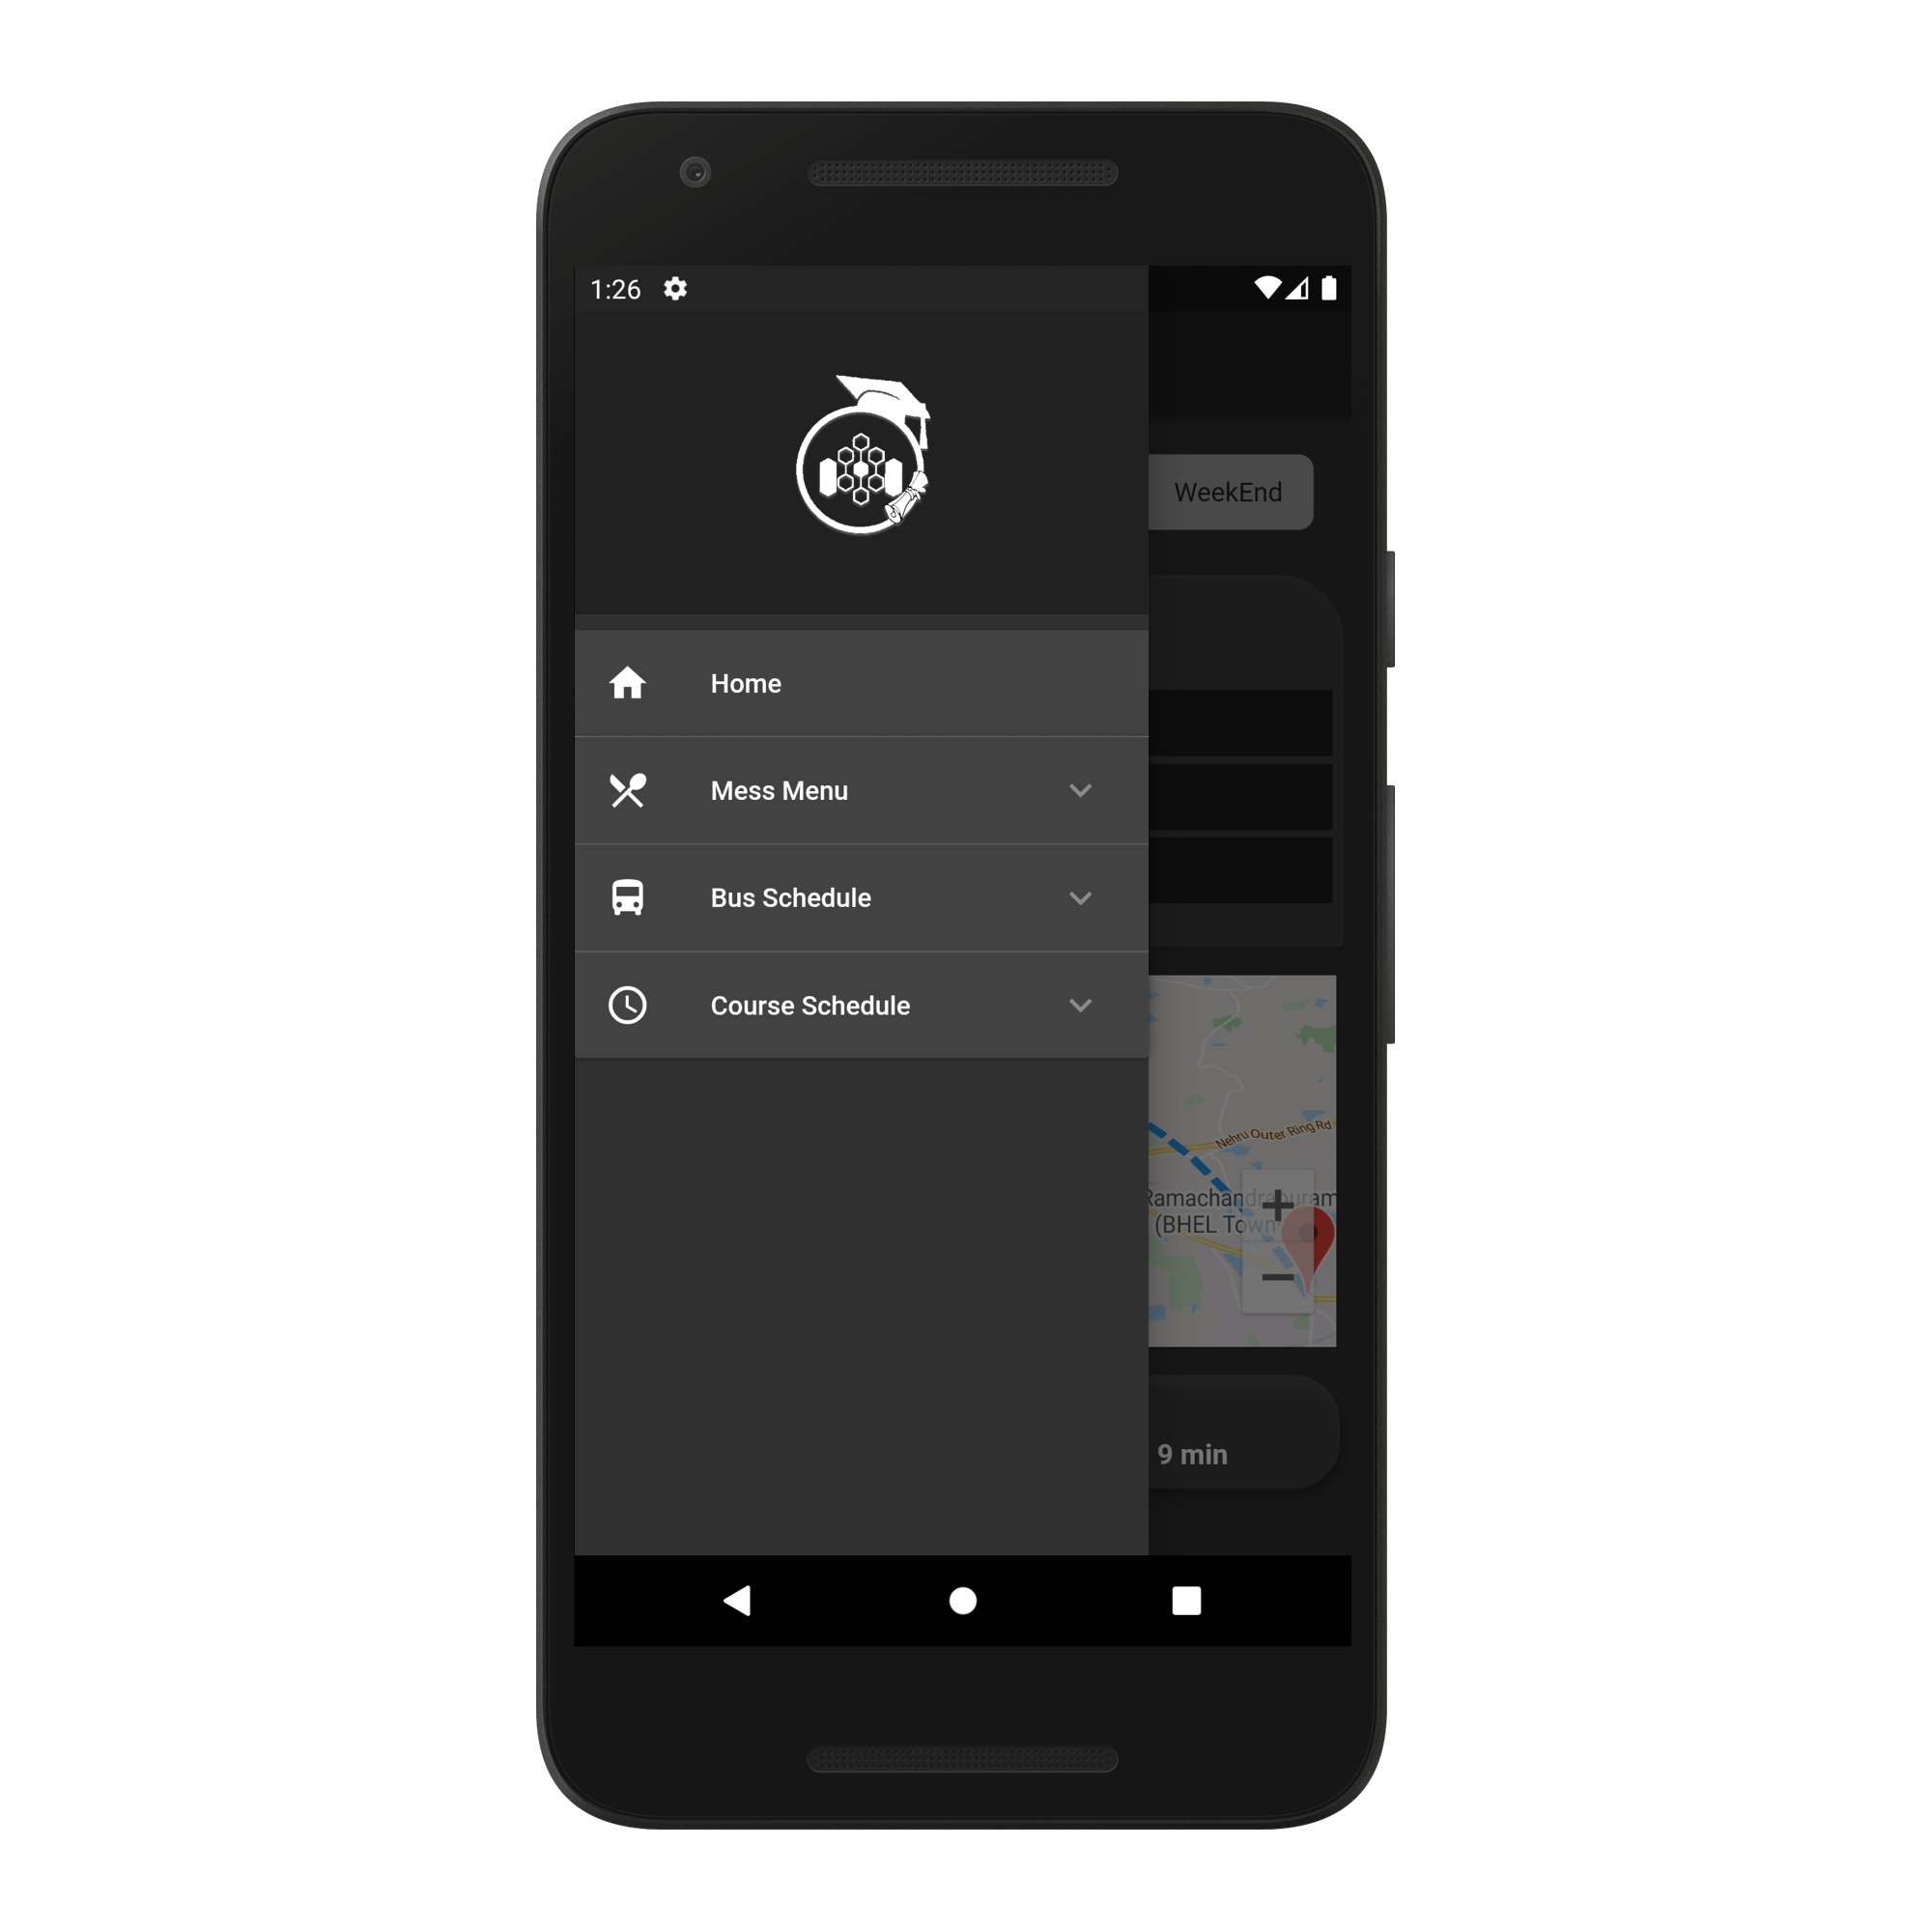 1:26
WeekEnd
Home
Mess Menu
Bus Schedule
Course Schedule
Nehru Outer Ring Rd
Ramachandrapuram
(BHEL Town
9 min